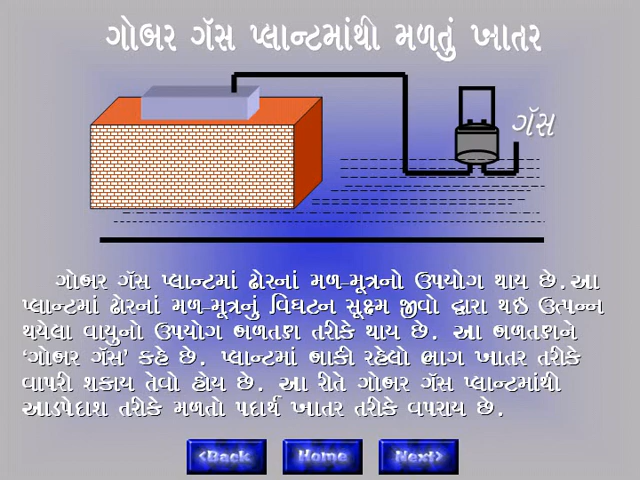 ગોબર ગૅસ પ્લાન્ટમાંથી મળતું ખાતર
ગૅસ
ગોબર ગૅસ પ્લાન્ટમાં ઢોરનાં મળ-મૂત્રનો ઉપયોગ થાય છે.આ
પ્લાન્ટમાં ઢોરનાં મળ-મૂત્રનું વિઘટન સૂક્ષ્મ જીવો દ્વારા થઈ ઉત્પન્ન
થયેલા વાયુનો ઉપયોગ બળતણ તરીકે થાય છે. આ બળતણને
‘ગોબર ગૅસ’ કહે છે. પ્લાન્ટમાં બાકી રહેલો ભાગ ખાતર તરીકે
વાપરી શકાય તેવો હોય છે. આ રીતે ગોબર ગૅસ પ્લાન્ટમાંથી
આડપેદાશ તરીકે મળતો પદાર્થ ખાતર તરીકે વપરાય છે.
<Back Home Next>